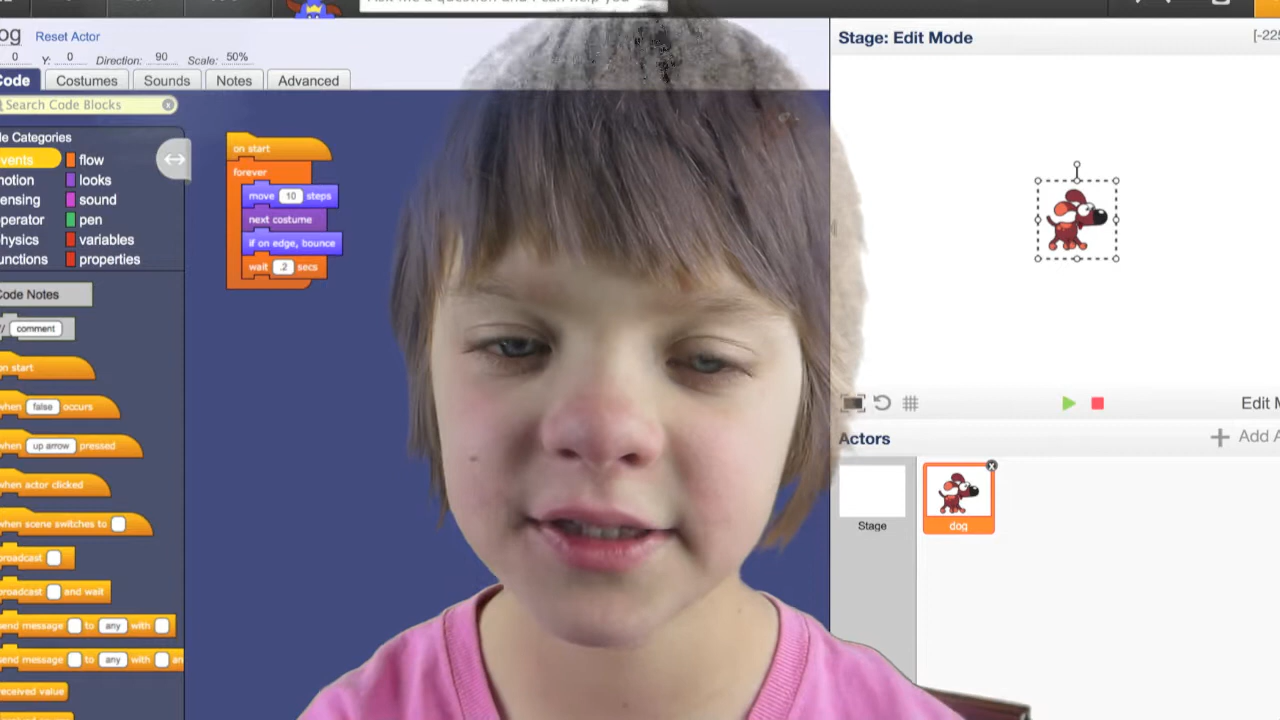 Reset Actor
0 Y: 0 Direction: 90 Scale: 50%
Code Costumes Sounds Notes Advanced
Search Code Blocks x
Categories
flow
looks
sound
pen
variables
properties
Code Notes
// comment
on start
when false occurs
when up arrow pressed
when actor clicked
when scene switches to
broadcast
broadcast and wait
send message to any with
send message to any with
received value
on start
forever
move 10 steps
next costume
if on edge, bounce
wait .2 secs
Stage: Edit Mode
Edit
Actors
+ Add
Stage
x
dog